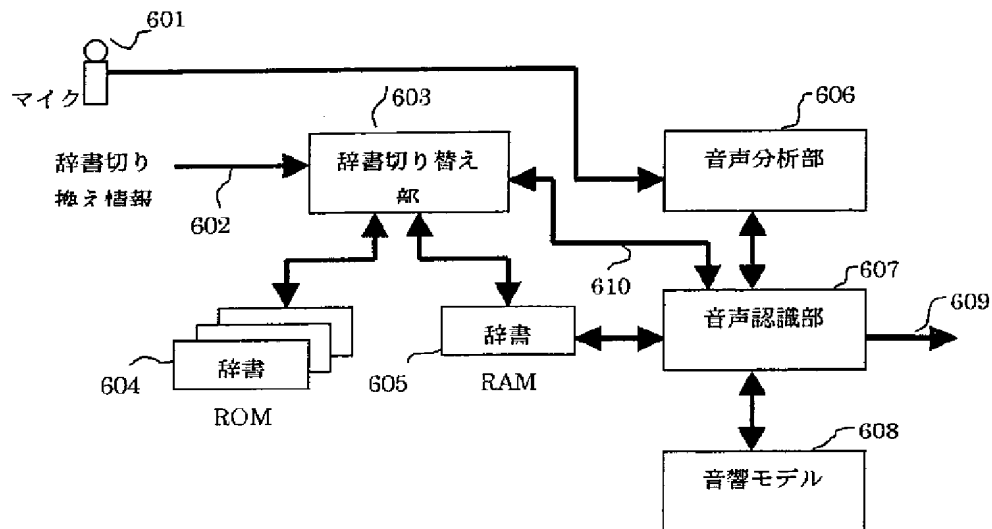 601
マイク
603
606
辞書切り替え
部
音声分析部
辞書切り
換え情報
602
610
607
音声認識部
609
辞書
604
ROM
辞書
605
RAM
608
音響モデル